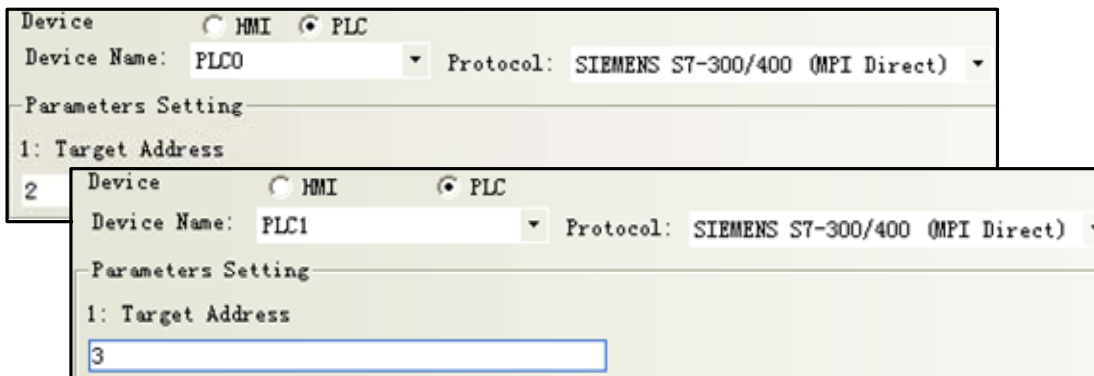 Device HMI PLC
Device Name: PLC0 Protocol: SIEMENS S7-300/400 (MPI Direct)
Parameters Setting
1: Target Address
2
Device HMI PLC
Device Name: PLC1 Protocol: SIEMENS S7-300/400 (MPI Direct)
Parameters Setting
1: Target Address
3